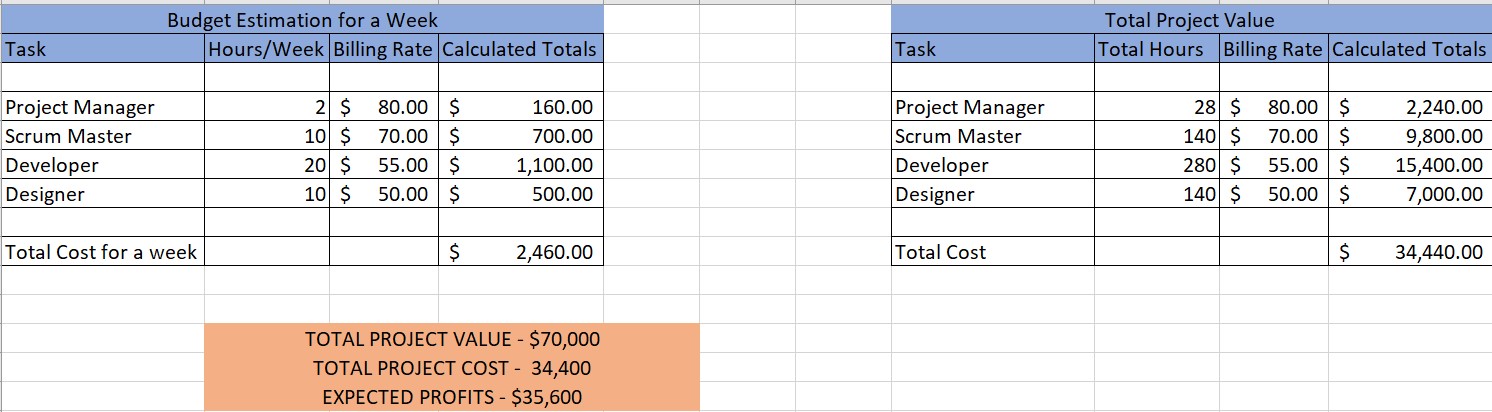 Budget Estimation for a Week
Task Hours/Week Billing Rate Calculated Totals
Project Manager 2 $ 80.00 $ 160.00
Scrum Master 10 $ 70.00 $ 700.00
Developer 20 $ 55.00 $ 1,100.00
Designer 10 $ 50.00 $ 500.00
Total Cost for a week $ 2,460.00
Total Project Value
Task Total Hours Billing Rate Calculated Totals
Project Manager 28 $ 80.00 $ 2,240.00
Scrum Master 140 $ 70.00 $ 9,800.00
Developer 280 $ 55.00 $ 15,400.00
Designer 140 $ 50.00 $ 7,000.00
Total Cost $ 34,440.00
TOTAL PROJECT VALUE - $70,000
TOTAL PROJECT COST - 34,400
EXPECTED PROFITS - $35,600